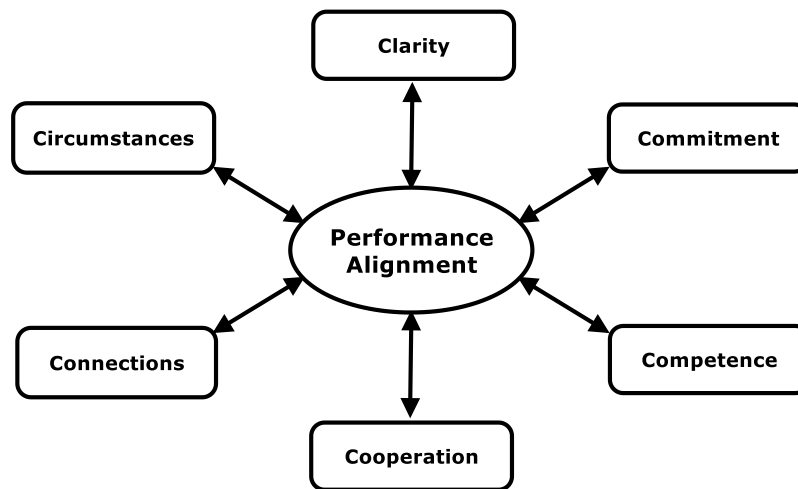 Clarity
Circumstances
Commitment
Performance
Alignment
Connections
Competence
Cooperation